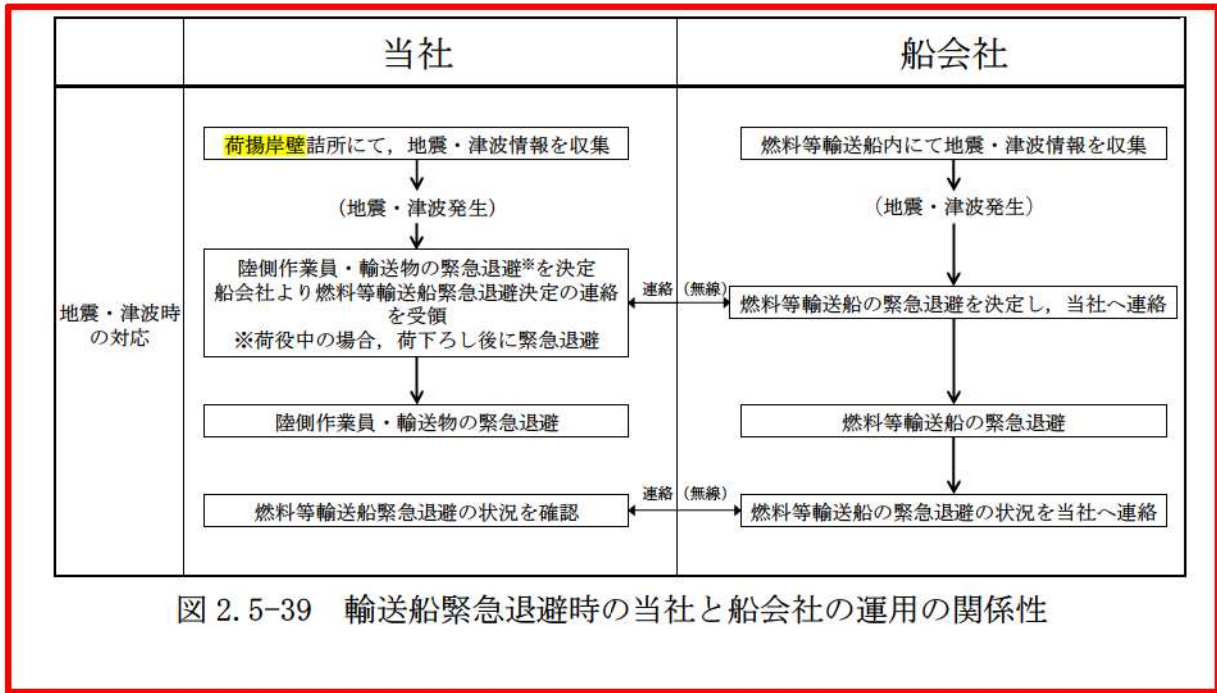 当社
船会社
地震・津波時
の対応
荷揚岸壁詰所にて，地震・津波情報を収集
(地震・津波発生)
陸側作業員・輸送物の緊急退避※を決定
船会社より燃料等輸送船緊急退避決定の連絡
を受領
※荷役中の場合，荷下ろし後に緊急退避
陸側作業員・輸送物の緊急退避
燃料等輸送船緊急退避の状況を確認
連絡 (無線)
連絡 (無線)
燃料等輸送船内にて地震・津波情報を収集
(地震・津波発生)
燃料等輸送船の緊急退避を決定し，当社へ連絡
燃料等輸送船の緊急退避
燃料等輸送船の緊急退避の状況を当社へ連絡
図 2.5-39　輸送船緊急退避時の当社と船会社の運用の関係性